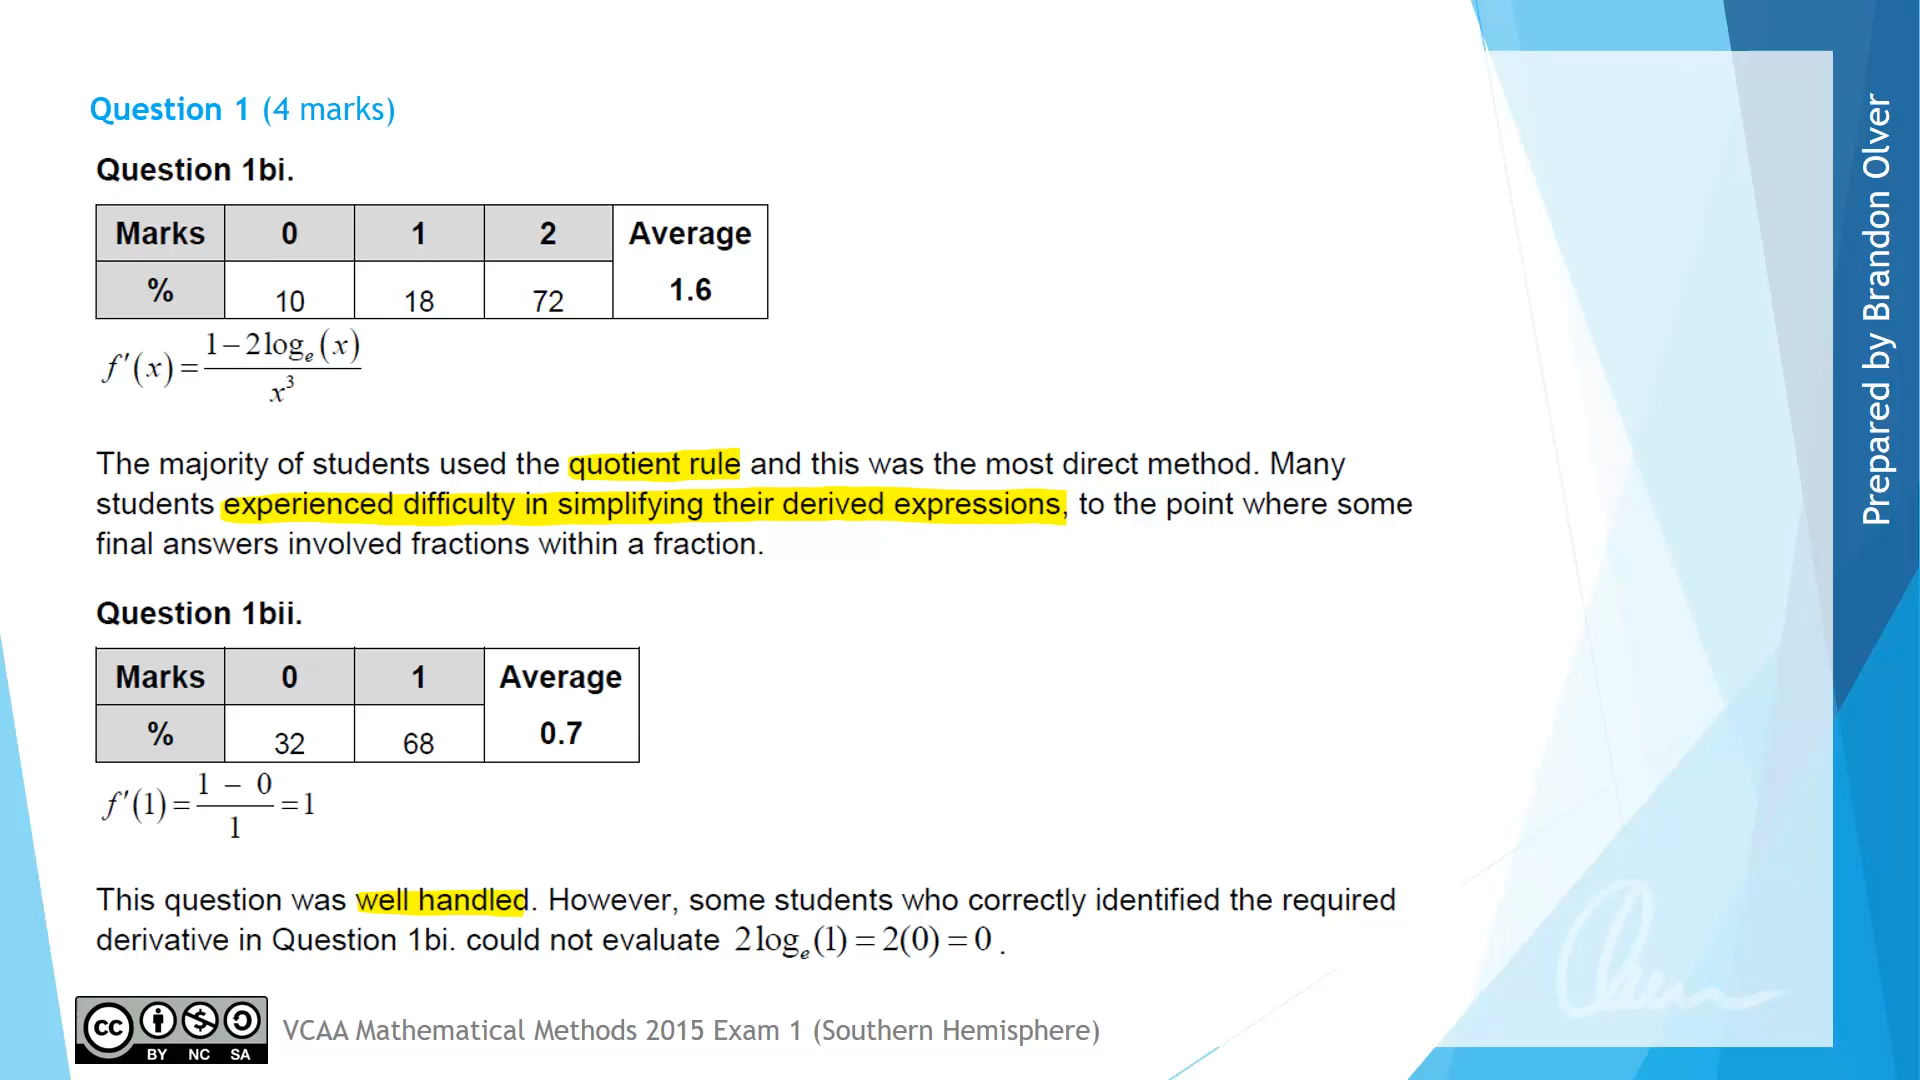 Question 1 (4 marks)
Question 1bi.
Marks 0 1 2 Average
% 10 18 72 1.6
f′(x) = (1 − 2logₑ(x)) / x³
The majority of students used the quotient rule and this was the most direct method. Many
students experienced difficulty in simplifying their derived expressions, to the point where some
final answers involved fractions within a fraction.
Question 1bii.
Marks 0 1 Average
% 32 68 0.7
f′(1) = (1 − 0) / 1 = 1
This question was well handled. However, some students who correctly identified the required
derivative in Question 1bi. could not evaluate 2logₑ(1) = 2(0) = 0 .
cc BY NC SA
VCAA Mathematical Methods 2015 Exam 1 (Southern Hemisphere)
Prepared by Brandon Olver